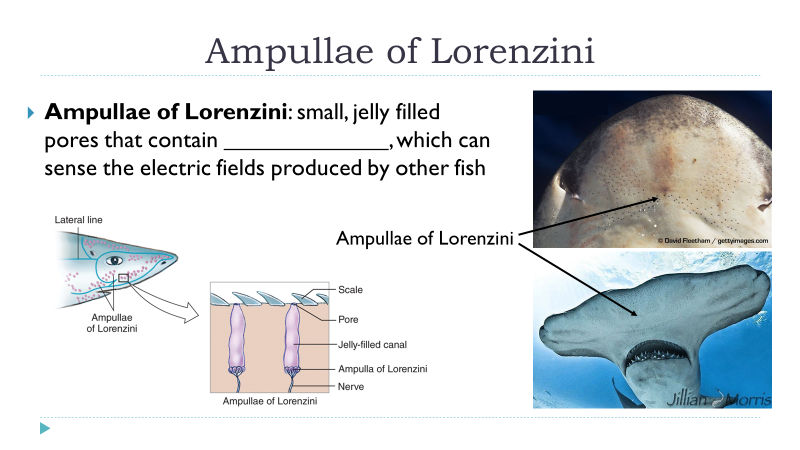 Ampullae of Lorenzini
Ampullae of Lorenzini: small, jelly filled
pores that contain _______________, which can
sense the electric fields produced by other fish
Lateral line
Ampullae
of Lorenzini
Scale
Pore
Jelly-filled canal
Ampulla of Lorenzini
Nerve
Ampullae of Lorenzini
Ampullae of Lorenzini
© David Fleetham / gettyimages.com
Jillian Morris